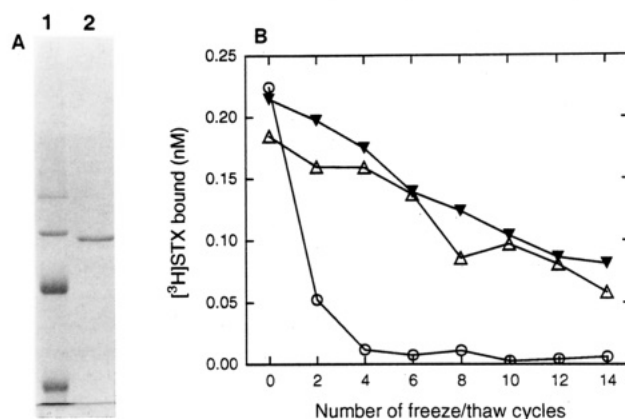 A
1 2
B
[³H]STX bound (nM)
0.25
0.20
0.15
0.10
0.05
0.00
0 2 4 6 8 10 12 14
Number of freeze/thaw cycles